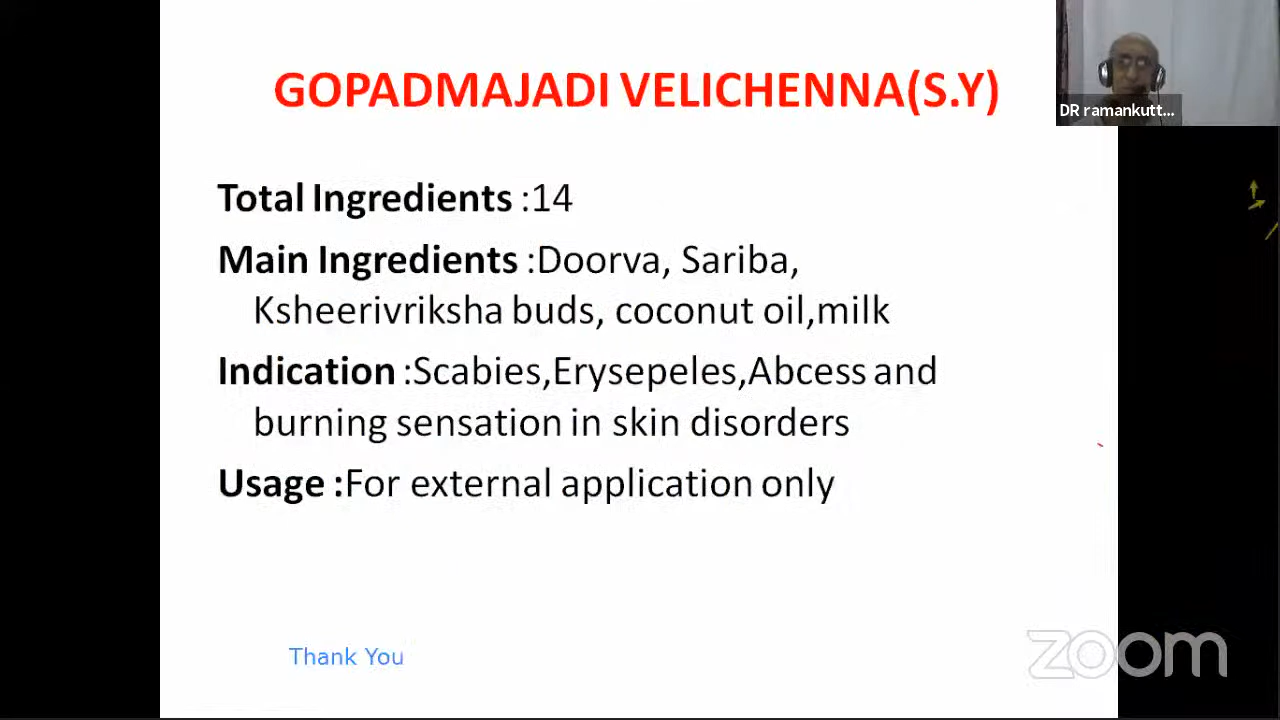 GOPADMAJADI VELICHENNA(S.Y)
DR ramankutt...
Total Ingredients :14
Main Ingredients :Doorva, Sariba,
Ksheerivriksha buds, coconut oil,milk
Indication :Scabies,Erysepeles,Abcess and
burning sensation in skin disorders
Usage :For external application only
Thank You
zoom